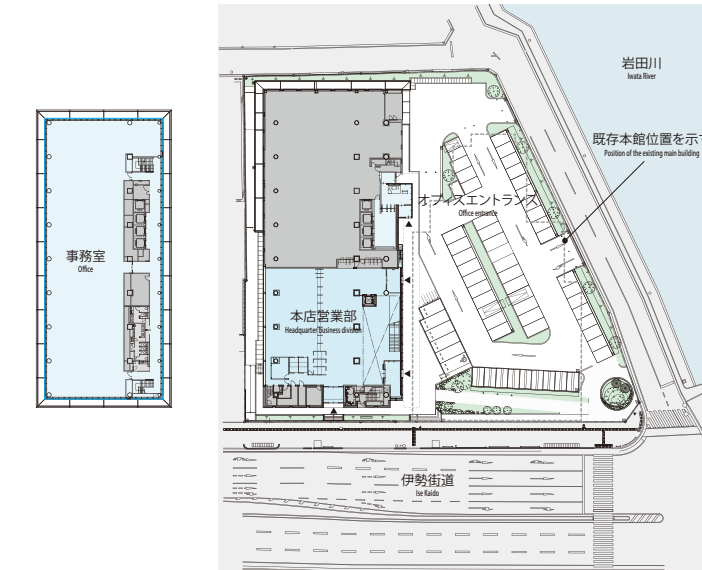 岩田川
Iwata River
既存本館位置を示す
Position of the existing main building
オフィスエントランス
Office entrance
事務室
Office
本店営業部
Headquarter Business division
伊勢街道
Ise Kaido